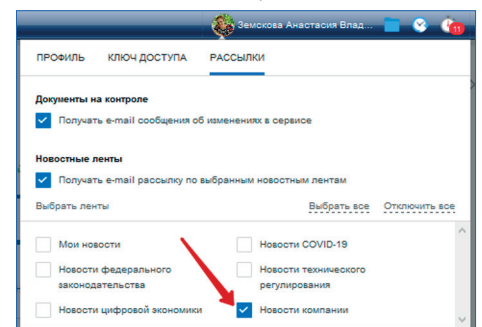 Земскова Анастасия Влад...
11
ПРОФИЛЬ КЛЮЧ ДОСТУПА РАССЫЛКИ
Документы на контроле
Получать e-mail сообщения об изменениях в сервисе
Новостные ленты
Получать e-mail рассылку по выбранным новостным лентам
Выбрать ленты Выбрать все Отключить все
Мои новости Новости COVID-19
Новости федерального Новости технического
законодательства регулирования
Новости цифровой экономики Новости компании